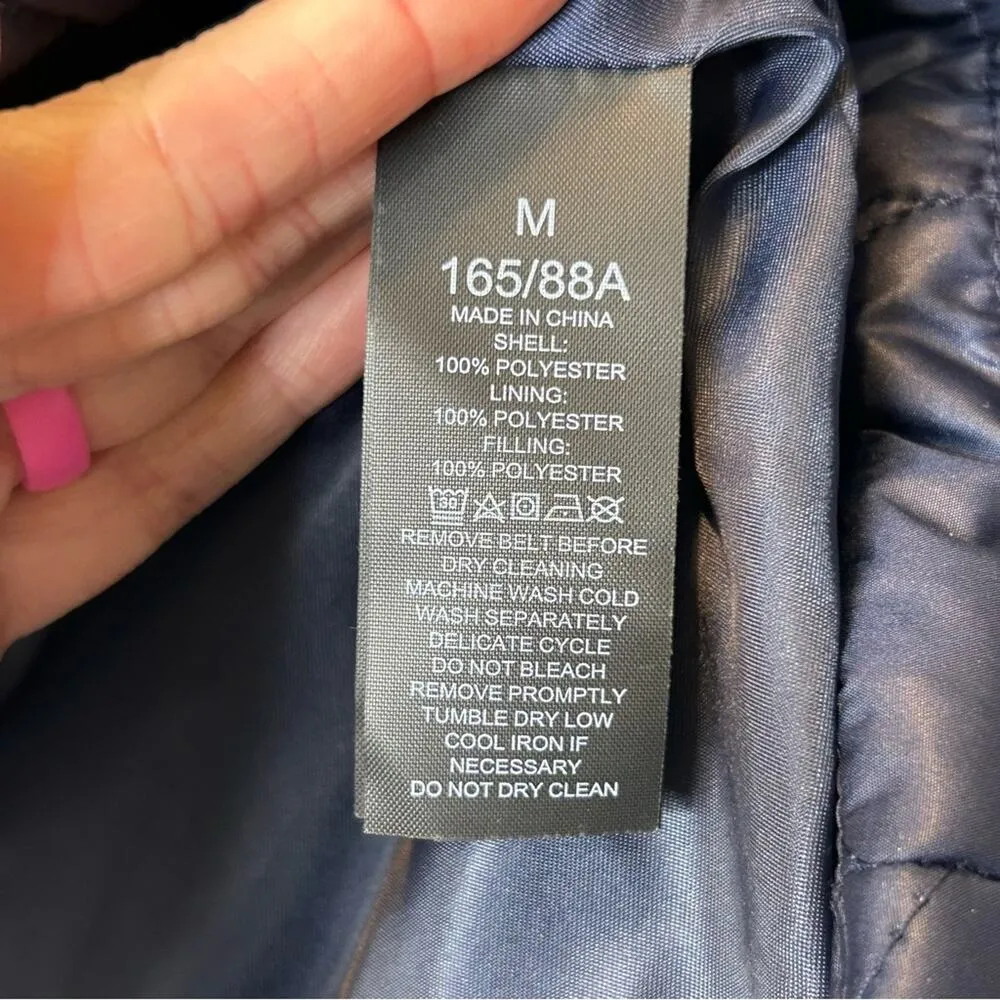 M
165/88A
MADE IN CHINA
SHELL:
100% POLYESTER
LINING:
100% POLYESTER
FILLING:
100% POLYESTER
30
REMOVE BELT BEFORE
DRY CLEANING
MACHINE WASH COLD
WASH SEPARATELY
DELICATE CYCLE
DO NOT BLEACH
REMOVE PROMPTLY
TUMBLE DRY LOW
COOL IRON IF
NECESSARY
DO NOT DRY CLEAN